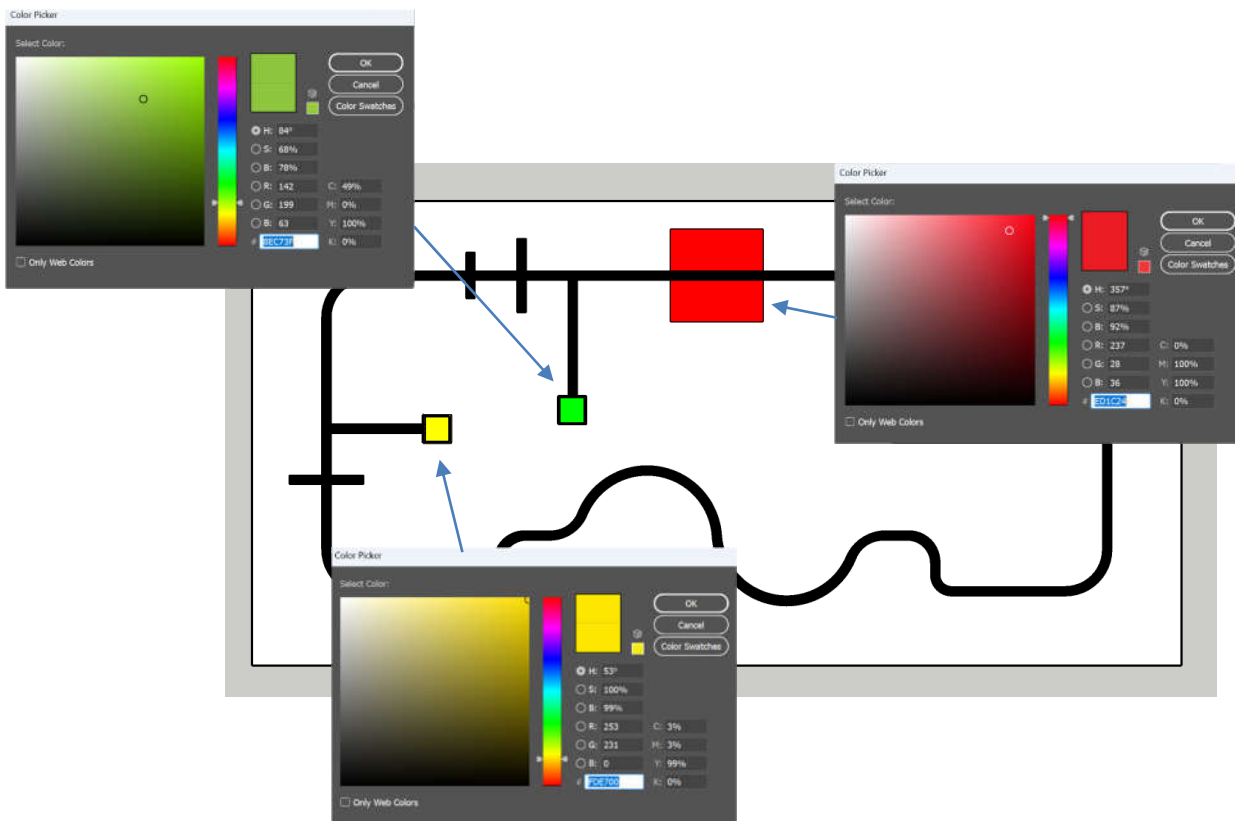 Color Picker
Select Color:
OK
Cancel
Color Swatches
H: 84°
S: 68%
B: 78%
R: 142 C: 49%
G: 199 M: 0%
B: 63 Y: 100%
# 8EC73F K: 0%
Only Web Colors
Color Picker
Select Color:
OK
Cancel
Color Swatches
H: 357°
S: 87%
B: 92%
R: 237 C: 0%
G: 28 M: 100%
B: 36 Y: 100%
# ED1C24 K: 0%
Only Web Colors
Color Picker
Select Color:
OK
Cancel
Color Swatches
H: 53°
S: 100%
B: 99%
R: 253 C: 3%
G: 231 M: 3%
B: 0 Y: 99%
# FDE700 K: 0%
Only Web Colors